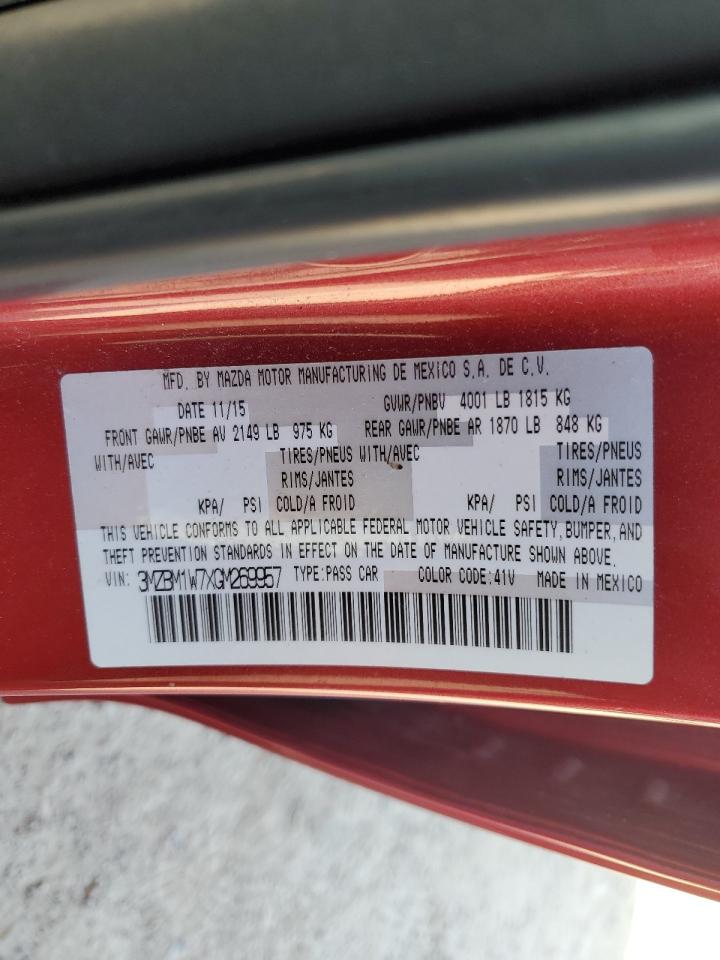 MFD. BY MAZDA MOTOR MANUFACTURING DE MEXICO S.A. DE C.V.
DATE 11/15 GVWR/PNBV 4001 LB 1815 KG
FRONT GAWR/PNBE AV 2149 LB 975 KG REAR GAWR/PNBE AR 1870 LB 848 KG
WITH/AVEC TIRES/PNEUS WITH/AVEC TIRES/PNEUS
RIMS/JANTES RIMS/JANTES
KPA/ PSI COLD/A FROID KPA/ PSI COLD/A FROID
THIS VEHICLE CONFORMS TO ALL APPLICABLE FEDERAL MOTOR VEHICLE SAFETY, BUMPER, AND
THEFT PREVENTION STANDARDS IN EFFECT ON THE DATE OF MANUFACTURE SHOWN ABOVE.
VIN: 3MZBM1W7XGM269957 TYPE:PASS CAR COLOR CODE:41V MADE IN MEXICO